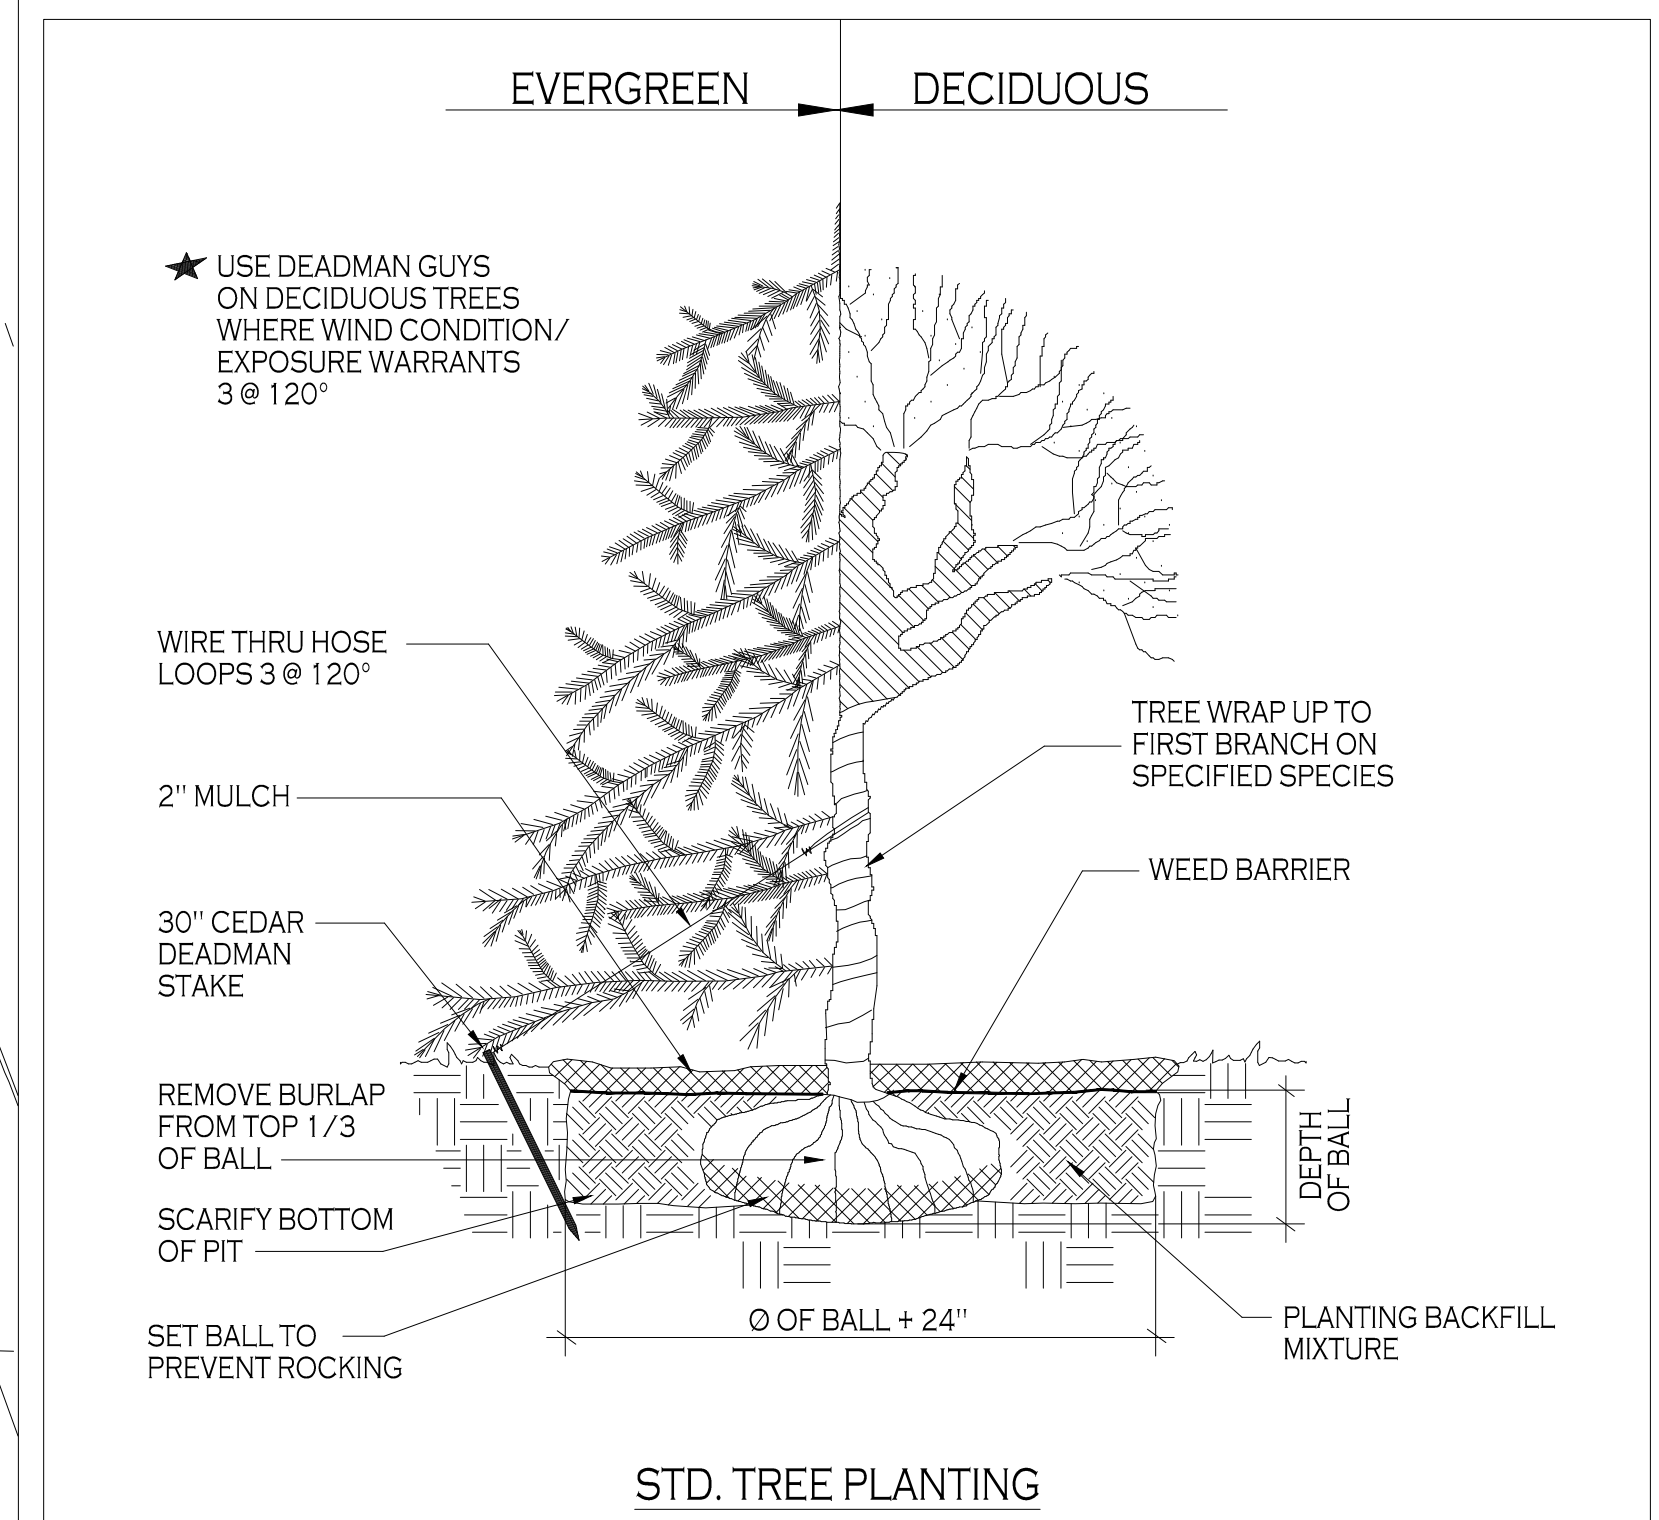 EVERGREEN
DECIDUOUS
USE DEADMAN GUYS
ON DECIDUOUS TREES
WHERE WIND CONDITION/
EXPOSURE WARRANTS
3 @ 120°
WIRE THRU HOSE
LOOPS 3 @ 120°
TREE WRAP UP TO
FIRST BRANCH ON
SPECIFIED SPECIES
2" MULCH
WEED BARRIER
30" CEDAR
DEADMAN
STAKE
REMOVE BURLAP
FROM TOP 1/3
OF BALL
DEPTH
OF BALL
SCARIFY BOTTOM
OF PIT
SET BALL TO
PREVENT ROCKING
Ø OF BALL + 24"
PLANTING BACKFILL
MIXTURE
STD. TREE PLANTING